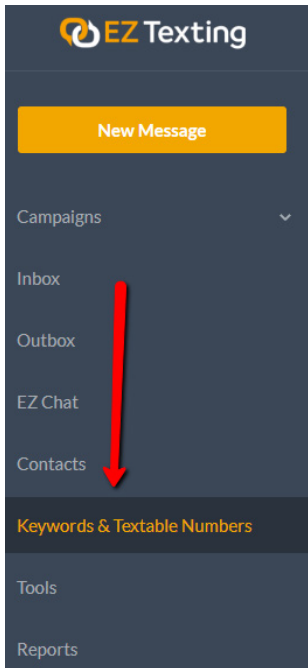 EZ Texting
New Message
Campaigns
Inbox
Outbox
EZ Chat
Contacts
Keywords & Textable Numbers
Tools
Reports